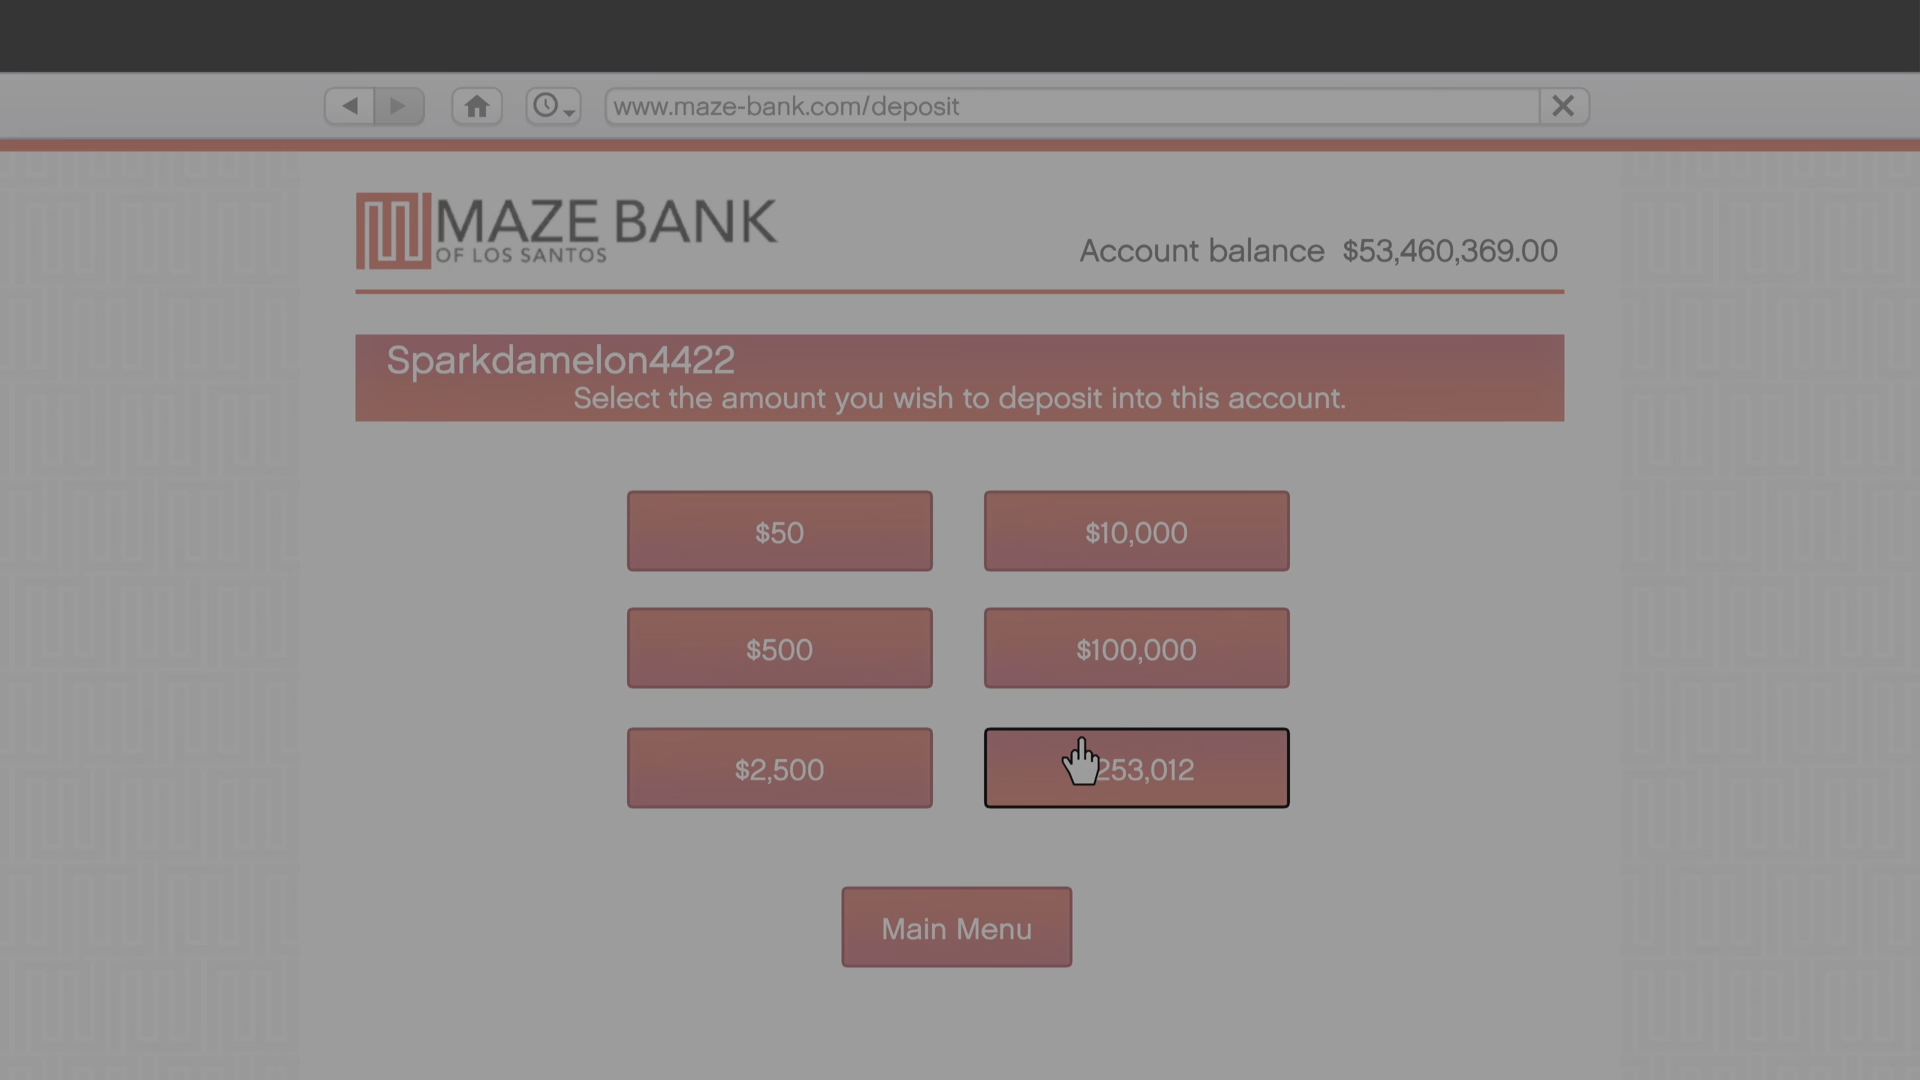 www.maze-bank.com/deposit
MAZE BANK
OF LOS SANTOS
Account balance $53,460,369.00
Sparkdamelon4422
Select the amount you wish to deposit into this account.
$50
$10,000
$500
$100,000
$2,500
253,012
Main Menu